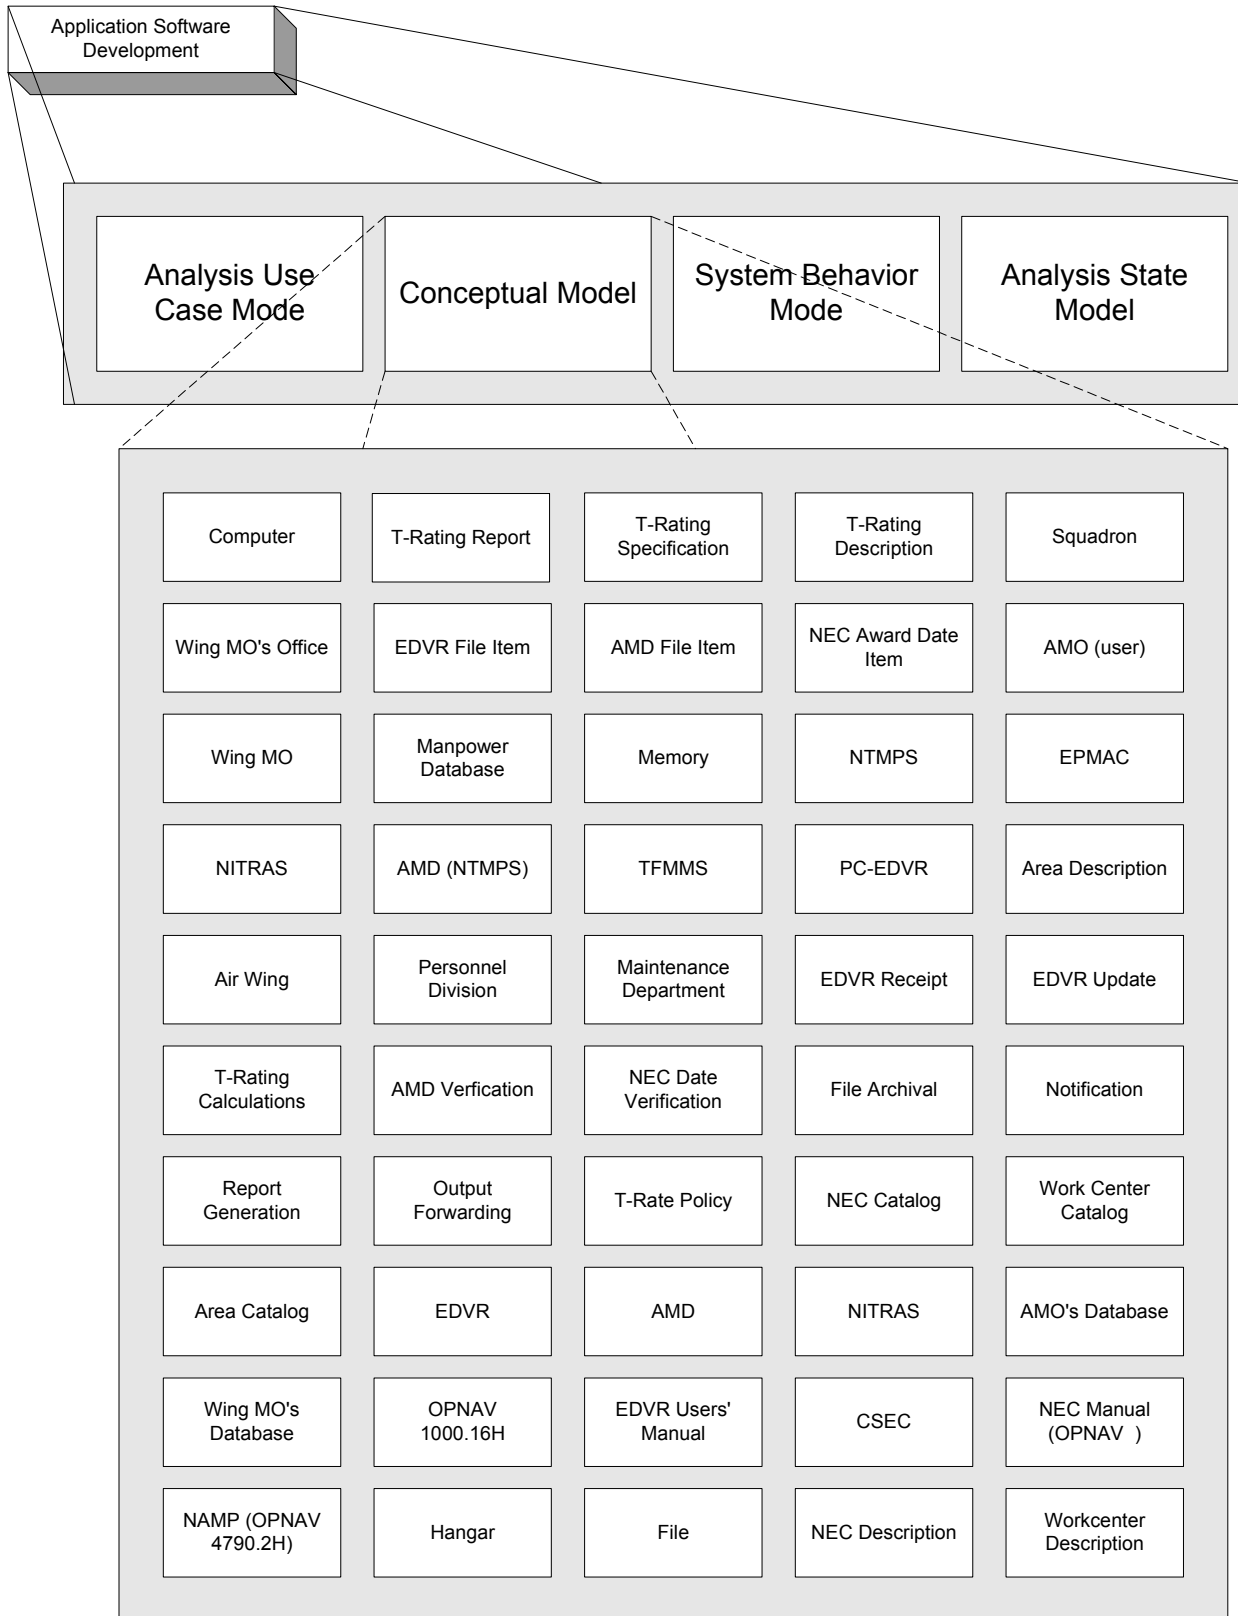 Application Software
Development
Analysis Use
Case Mode
Conceptual Model
System Behavior
Mode
Analysis State
Model
Computer
T-Rating Report
T-Rating
Specification
T-Rating
Description
Squadron
Wing MO's Office
EDVR File Item
AMD File Item
NEC Award Date
Item
AMO (user)
Wing MO
Manpower
Database
Memory
NTMPS
EPMAC
NITRAS
AMD (NTMPS)
TFMMS
PC-EDVR
Area Description
Air Wing
Personnel
Division
Maintenance
Department
EDVR Receipt
EDVR Update
T-Rating
Calculations
AMD Verfication
NEC Date
Verification
File Archival
Notification
Report
Generation
Output
Forwarding
T-Rate Policy
NEC Catalog
Work Center
Catalog
Area Catalog
EDVR
AMD
NITRAS
AMO's Database
Wing MO's
Database
OPNAV
1000.16H
EDVR Users'
Manual
CSEC
NEC Manual
(OPNAV )
NAMP (OPNAV
4790.2H)
Hangar
File
NEC Description
Workcenter
Description